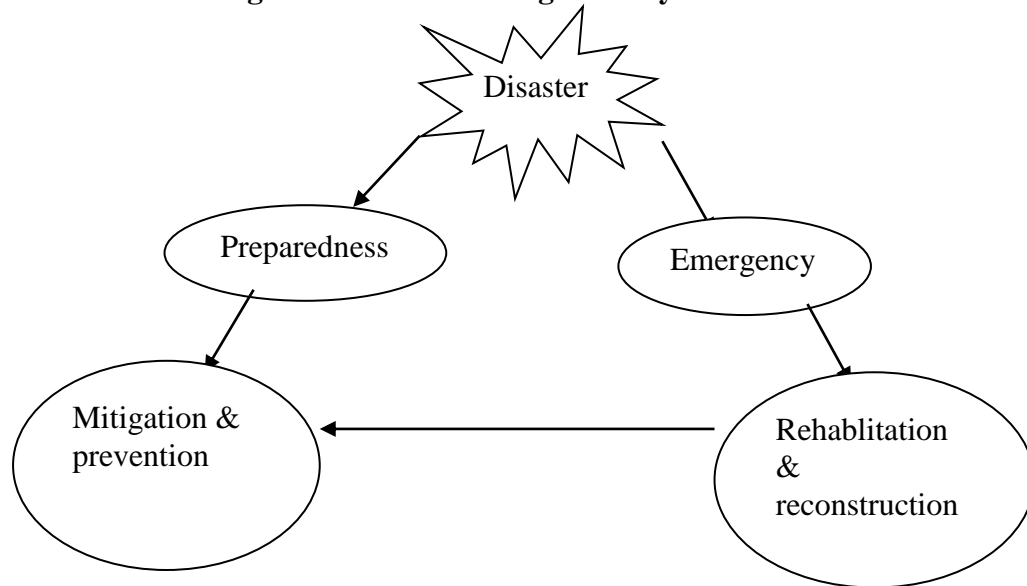 Disaster
Preparedness
Emergency
Mitigation &
prevention
Rehablitation
&
reconstruction